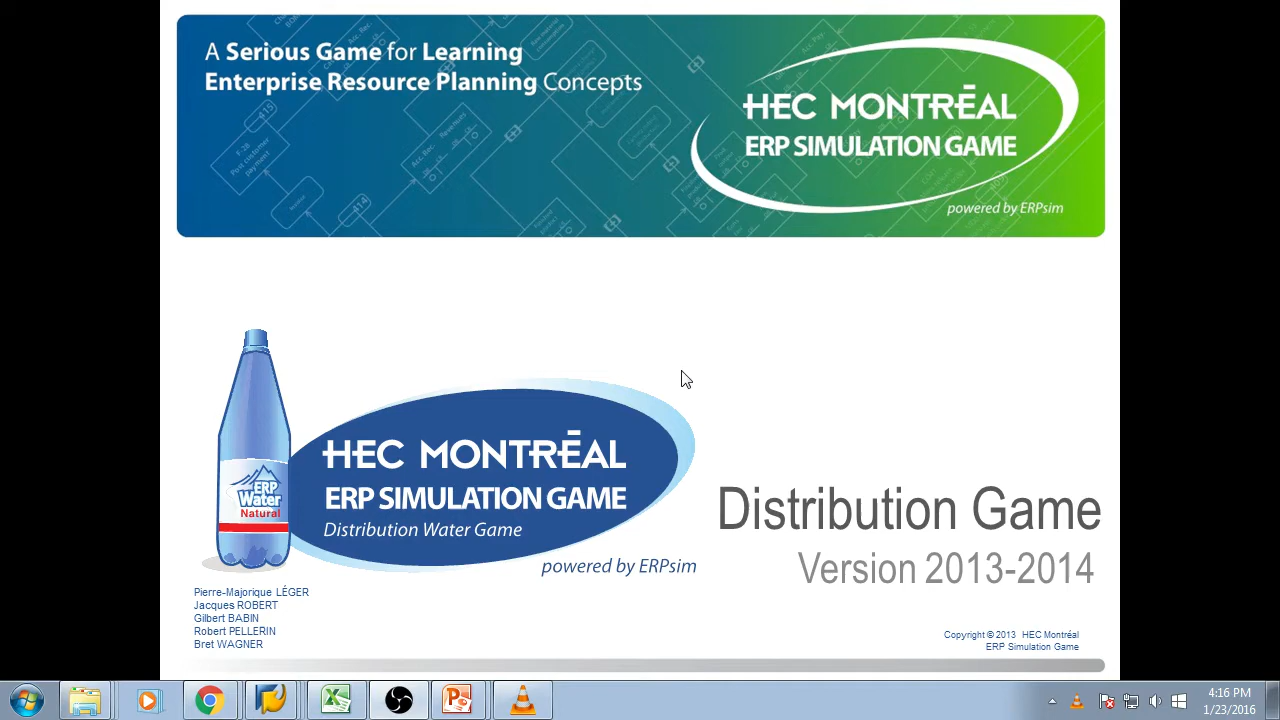 A Serious Game for Learning
Enterprise Resource Planning Concepts
HEC MONTRÉAL
ERP SIMULATION GAME
powered by ERPsim
ERP
Water
Natural
HEC MONTRÉAL
ERP SIMULATION GAME
Distribution Water Game
powered by ERPsim
Distribution Game
Version 2013-2014
Pierre-Majorique LÉGER
Jacques ROBERT
Gilbert BABIN
Robert PELLERIN
Bret WAGNER
Copyright © 2013 HEC Montréal
ERP Simulation Game
4:16 PM
1/23/2016